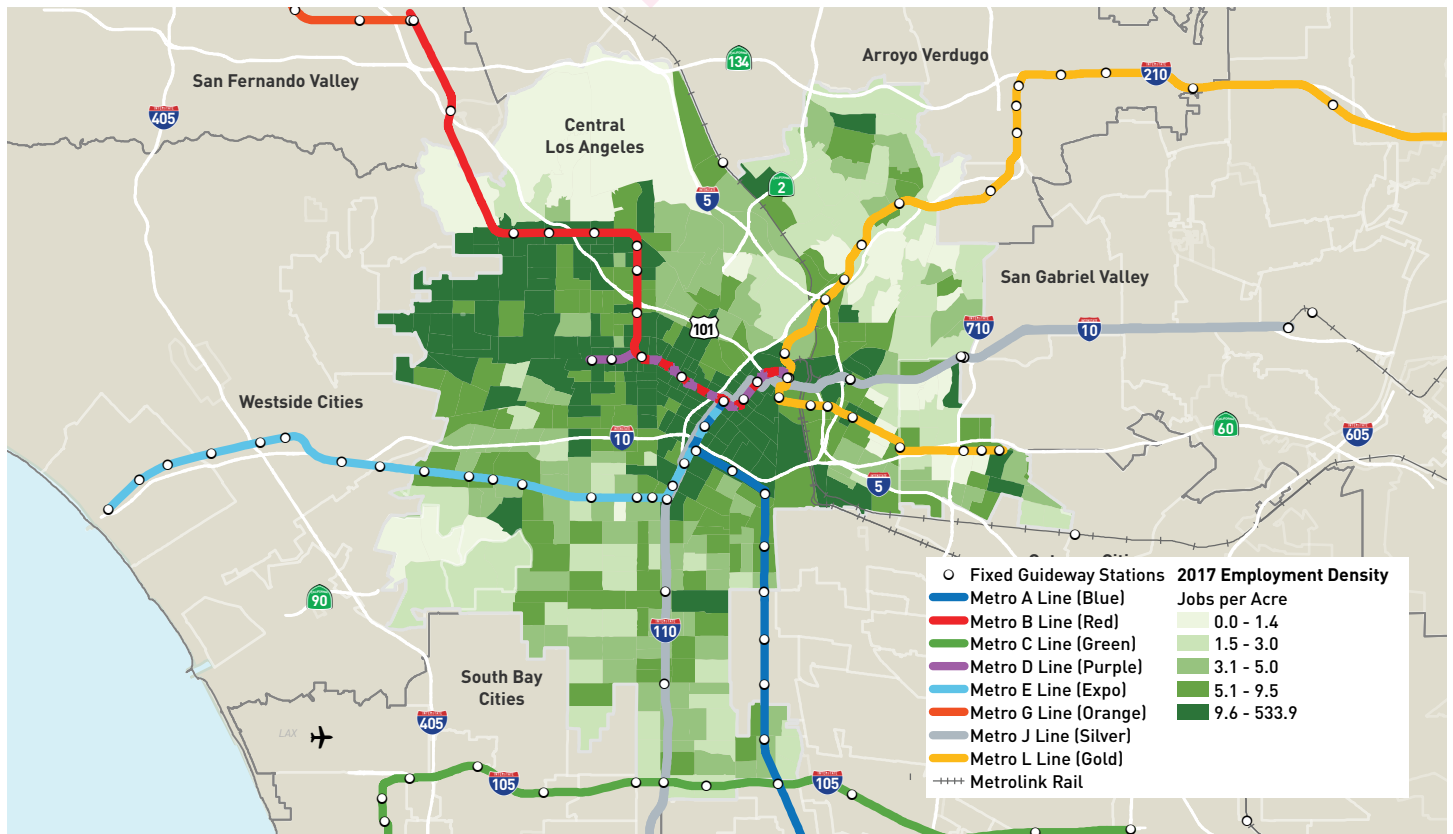 134
Arroyo Verdugo
San Fernando Valley
210
405
Central
Los Angeles
2
5
San Gabriel Valley
101
710
10
Westside Cities
10
60
605
5
90
110
South Bay
Cities
405
LAX
105
105
Fixed Guideway Stations
Metro A Line (Blue)
Metro B Line (Red)
Metro C Line (Green)
Metro D Line (Purple)
Metro E Line (Expo)
Metro G Line (Orange)
Metro J Line (Silver)
Metro L Line (Gold)
Metrolink Rail
2017 Employment Density
Jobs per Acre
0.0 - 1.4
1.5 - 3.0
3.1 - 5.0
5.1 - 9.5
9.6 - 533.9